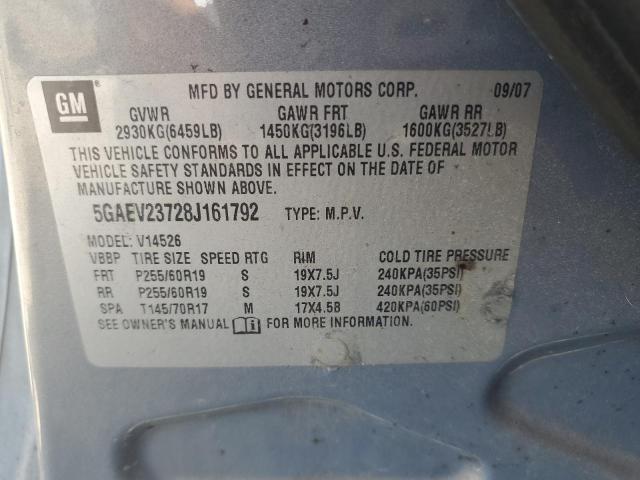 GM
MFD BY GENERAL MOTORS CORP. 09/07
GVWR GAWR FRT GAWR RR
2930KG(6459LB) 1450KG(3196LB) 1600KG(3527LB)
THIS VEHICLE CONFORMS TO ALL APPLICABLE U.S. FEDERAL MOTOR
VEHICLE SAFETY STANDARDS IN EFFECT ON THE DATE OF
MANUFACTURE SHOWN ABOVE.
5GAEV23728J161792 TYPE: M.P.V.
MODEL: V14526
VBBP TIRE SIZE SPEED RTG RIM COLD TIRE PRESSURE
FRT P255/60R19 S 19X7.5J 240KPA(35PSI)
RR P255/60R19 S 19X7.5J 240KPA(35PSI)
SPA T145/70R17 M 17X4.5B 420KPA(60PSI)
SEE OWNER'S MANUAL FOR MORE INFORMATION.